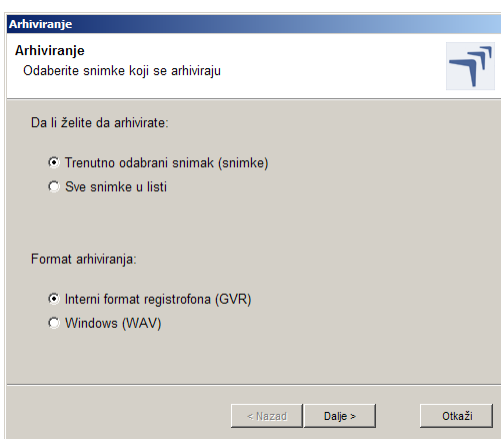 Arhiviranje
Arhiviranje
Odaberite snimke koji se arhiviraju
Da li želite da arhivirate:
Trenutno odabrani snimak (snimke)
Sve snimke u listi
Format arhiviranja:
Interni format registrofona (GVR)
Windows (WAV)
< Nazad Dalje > Otkaži